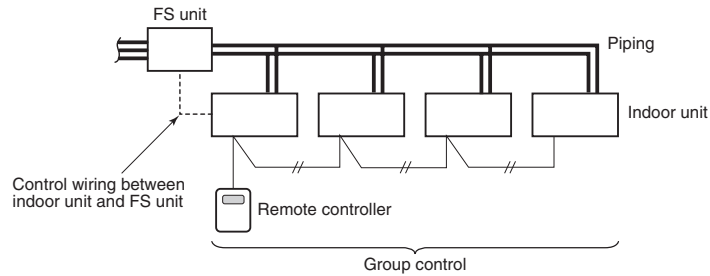 FS unit
Piping
Indoor unit
Control wiring between
indoor unit and FS unit
Remote controller
Group control